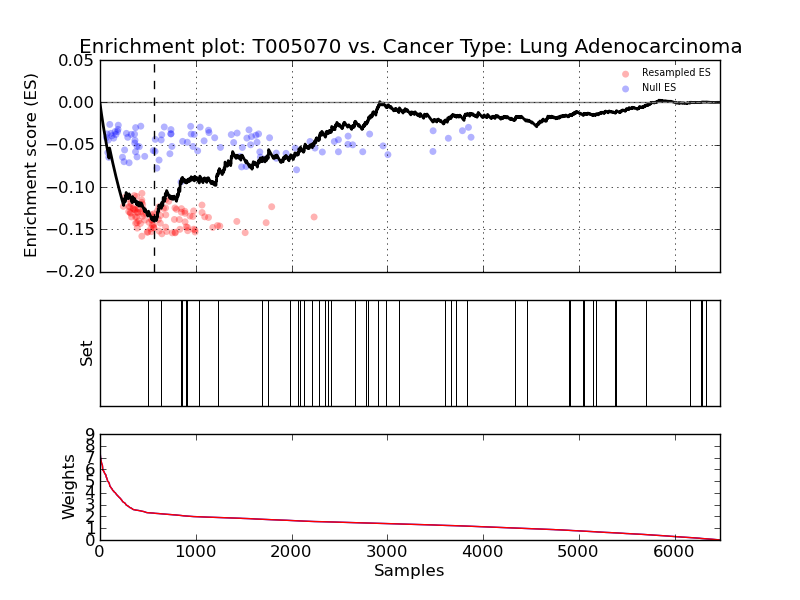 Enrichment plot: T005070 vs. Cancer Type: Lung Adenocarcinoma
Enrichment score (ES)
0.05
0.00
−0.05
−0.10
−0.15
−0.20
Resampled ES
Null ES
Set
Weights
9
8
7
6
5
4
3
2
1
0
0 1000 2000 3000 4000 5000 6000
Samples